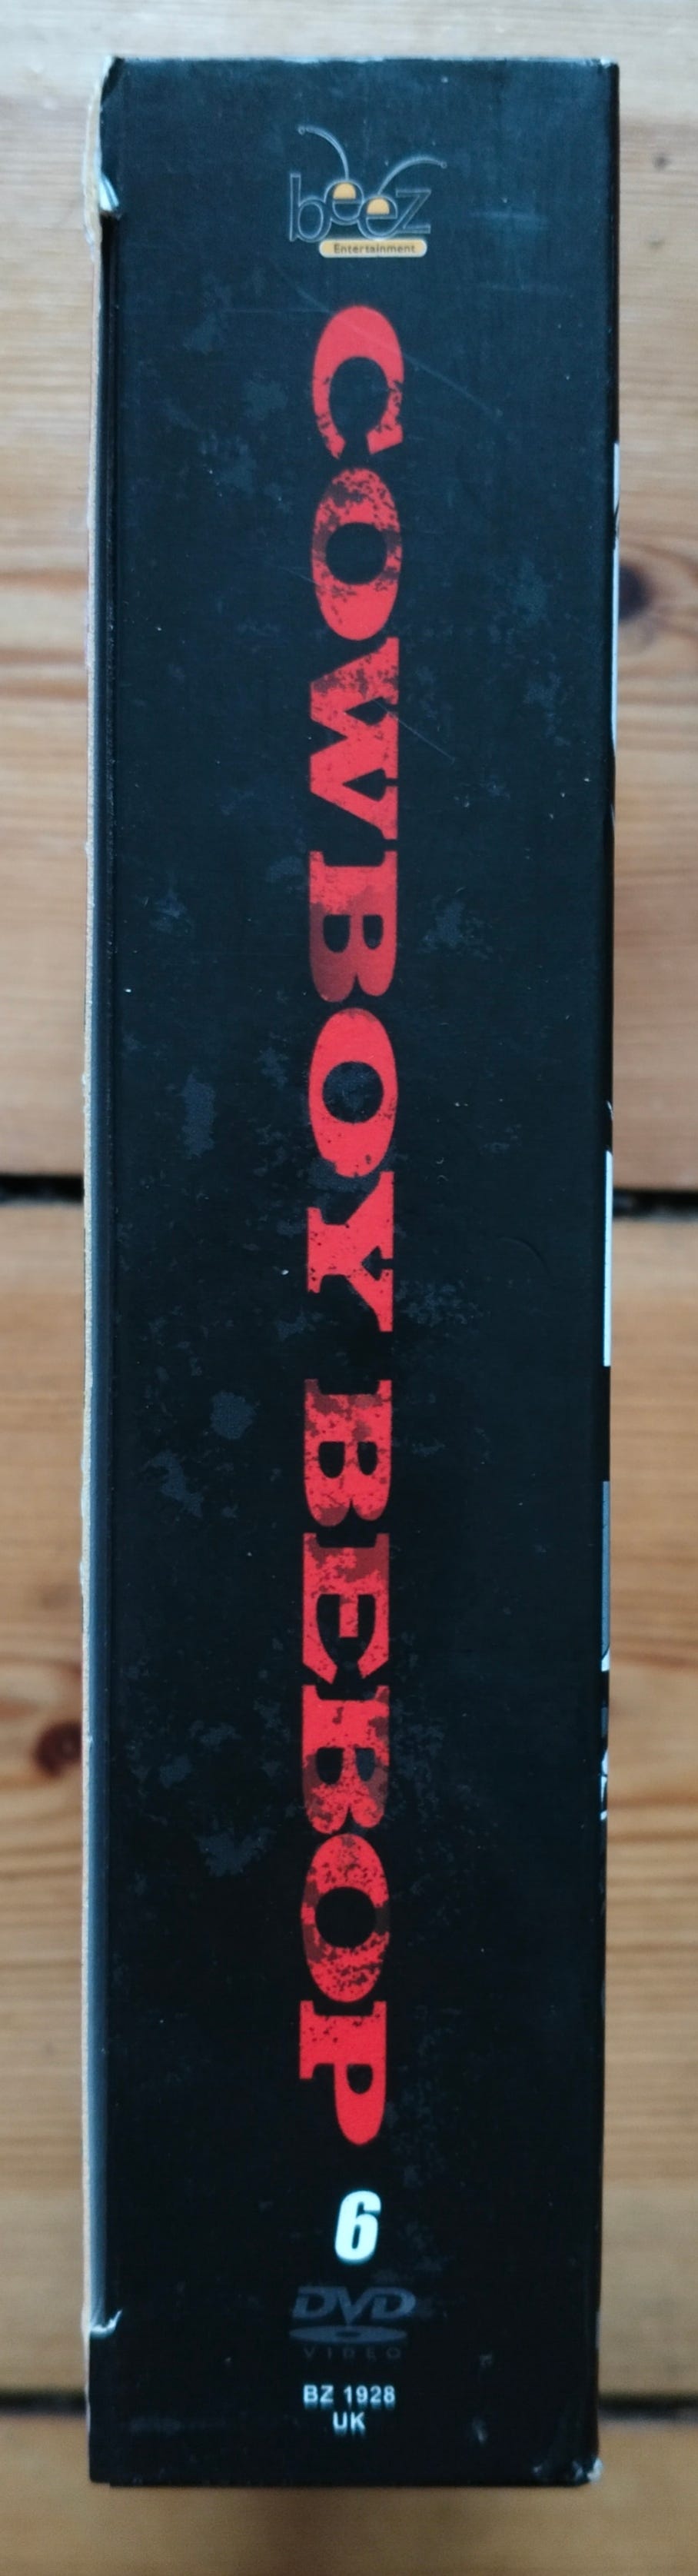 beez
Entertainment
COWBOY BEBOP
6
DVD
VIDEO
BZ 1928
UK